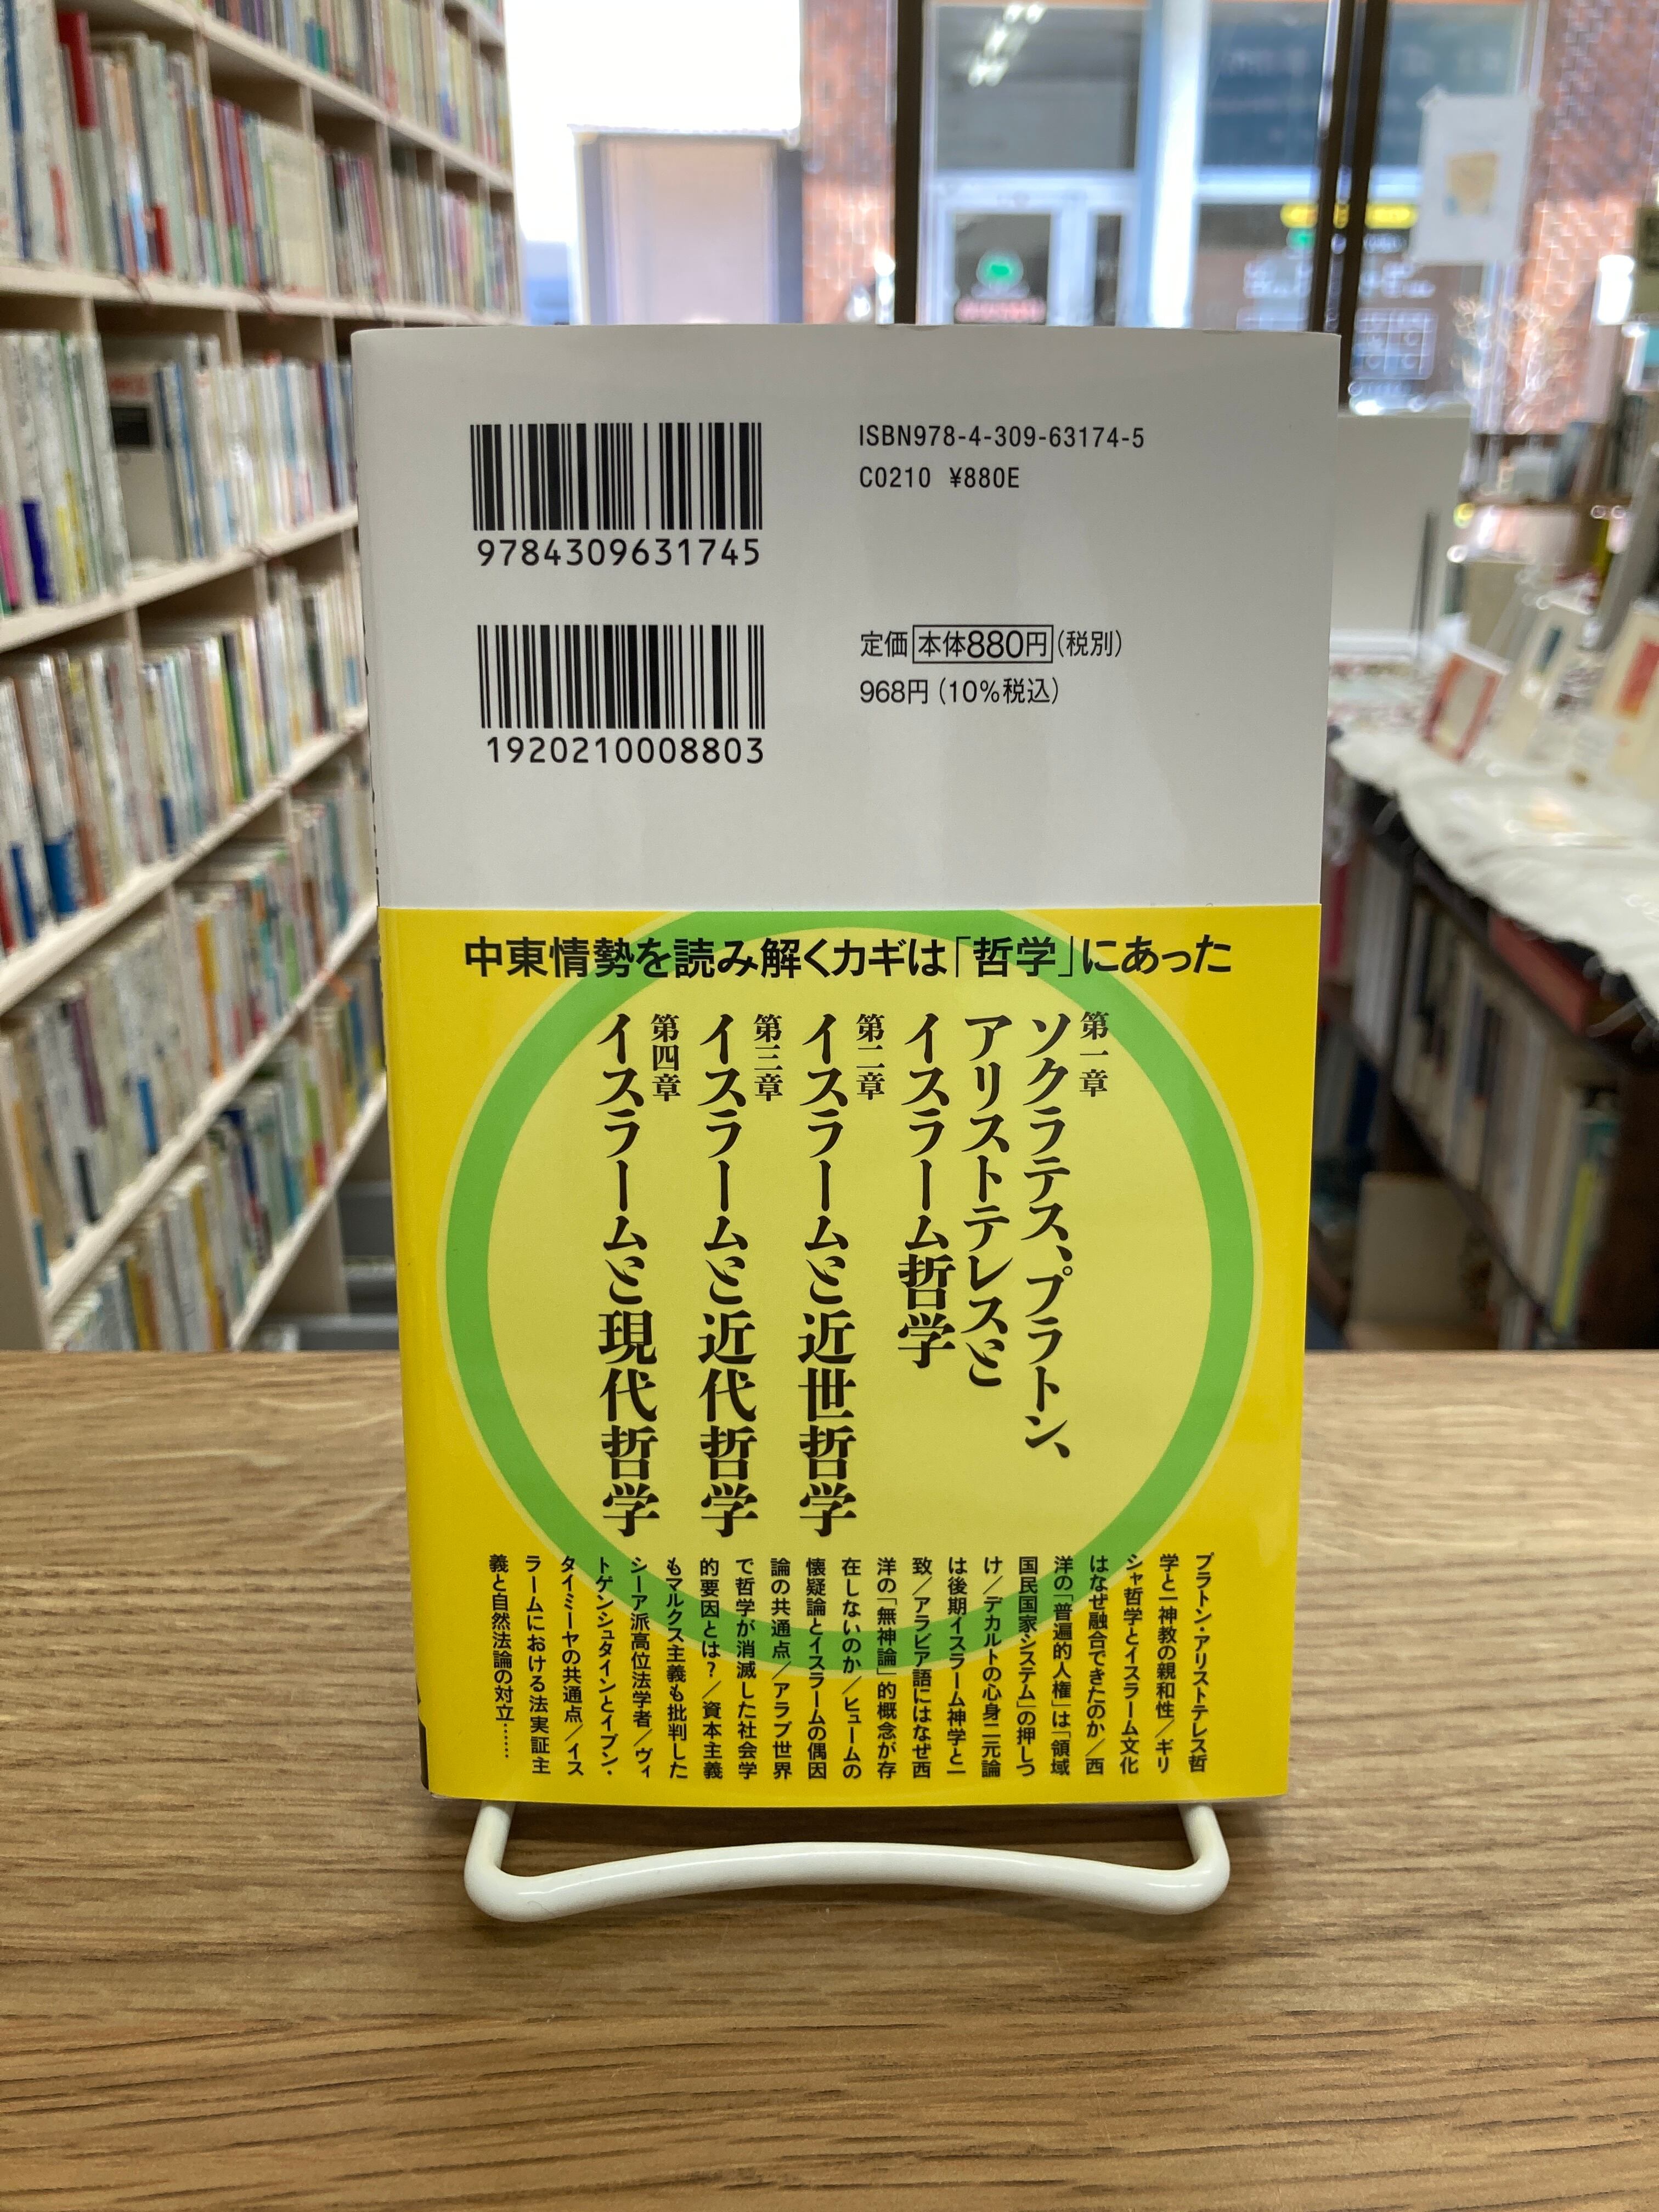 9784309631745
ISBN978-4-309-63174-5
C0210 ¥880E
1920210008803
定価 本体880円(税別)
968円(10%税込)
中東情勢を読み解くカギは「哲学」にあった
第一章
ソクラテス、プラトン、
アリストテレスと
イスラーム哲学
第二章
イスラームと近世哲学
第三章
イスラームと近代哲学
第四章
イスラームと現代哲学
プラトン・アリストテレス哲
学と一神教の親和性/ギリ
シャ哲学とイスラーム文化
はなぜ融合できたのか/西
洋の「普遍的人権」は「領域
国民国家システム」の押しつ
け/デカルトの心身二元論
は後期イスラーム神学と一
致/アラビア語にはなぜ西
洋の「無神論」的概念が存
在しないのか/ヒュームの
懐疑論とイスラームの偶因
論の共通点/アラブ世界
で哲学が消滅した社会学
的要因とは?/資本主義
もマルクス主義も批判した
シーア派高位法学者/ヴィ
トゲンシュタインとイブン・
タイミーヤの共通点/イス
ラームにおける法実証主
義と自然法論の対立……